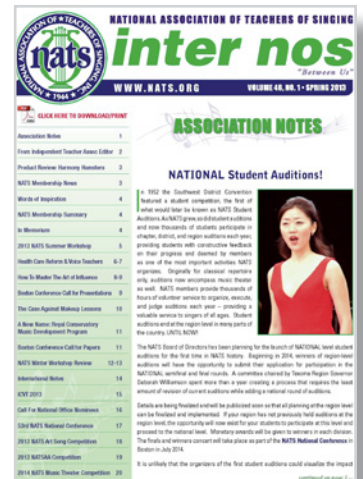 NATIONAL ASSOCIATION OF TEACHERS OF SINGING
NATIONAL ASSOCIATION OF TEACHERS OF SINGING, INC.
nats
1944
inter nos
"Between Us"
WWW.NATS.ORG
VOLUME 46, NO. 1 • SPRING 2013
CLICK HERE TO DOWNLOAD/PRINT
Association Notes 1
From Independent Teacher Assoc Editor 2
Product Review: Harmony Helpers 3
NATS Membership News 3
Words of Inspiration 4
NATS Membership Summary 4
In Memoriam 4
2013 NATS Summer Workshop 5
Health Care Reform & Voice Teachers 6-7
How To Master The Art of Influence 8-9
Boston Conference Call for Presentations 9
The Case Against Makeup Lessons 10
A New Name: Royal Conservatory
Music Development Program 11
Boston Conference Call for Papers 11
NATS Winter Workshop Review 12-13
International Notes 14
ICVT 2013 15
Call For National Office Nominees 16
53rd NATS National Conference 17
2013 NATS Art Song Competition 18
2013 NATSAA Competition 19
2014 NATS Music Theater Competition 20
ASSOCIATION NOTES
NATIONAL Student Auditions!
In 1952 the Southwest District Convention
featured a student competition, the first of
what would later be known as NATS Student
Auditions. As NATS grew, so did student auditions
and now thousands of students participate in
chapter, district, and region auditions each year,
providing students with constructive feedback
on their progress and deemed by members
as one of the most important activities NATS
organizes. Originally for classical repertoire
only, auditions now encompass music theater
as well. NATS members provide thousands of
hours of volunteer service to organize, execute,
and judge auditions each year – providing a
valuable service to singers of all ages. Student
auditions end at the region level in many parts of
the country. UNTIL NOW!
The NATS Board of Directors has been planning for the launch of NATIONAL level student
auditions for the first time in NATS history. Beginning in 2014, winners of region-level
auditions will have the opportunity to submit their application for participation in the
NATIONAL semifinal and final rounds. A committee chaired by Texoma Region Governor
Deborah Williamson spent more than a year creating a process that requires the least
amount of revision of current auditions while adding a national round of auditions.
Details are being finalized and will be publicized soon so that all planning at the region level
can be finalized and implemented. If your region has not previously held auditions at the
region level, the opportunity will now exist for your students to participate at this level and
proceed to the national level. Monetary awards will be given to winners in each category.
The finals and winners concert will take place as part of the NATS National Conference in
Boston in July 2014.
It is unlikely that the organizers of the first student auditions could visualize the impact